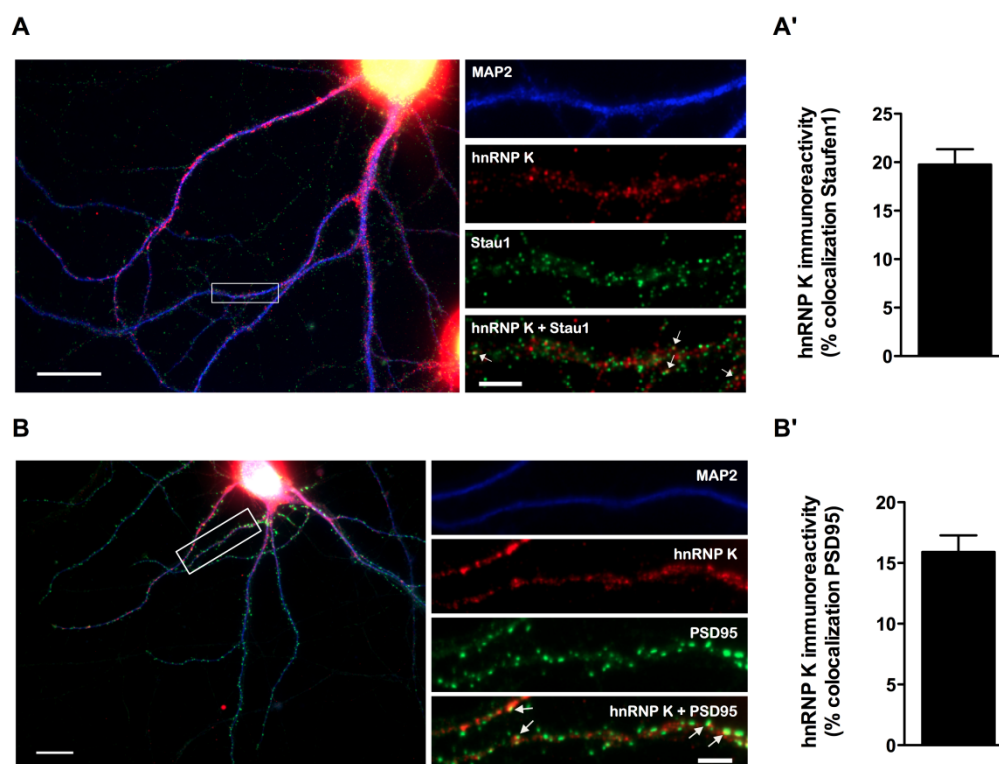 A
A'
MAP2
hnRNP K
Stau1
hnRNP K + Stau1
hnRNP K immunoreactivity
(% colocalization Staufen1)
25
20
15
10
5
0
B
B'
MAP2
hnRNP K
PSD95
hnRNP K + PSD95
hnRNP K immunoreactivity
(% colocalization PSD95)
20
15
10
5
0